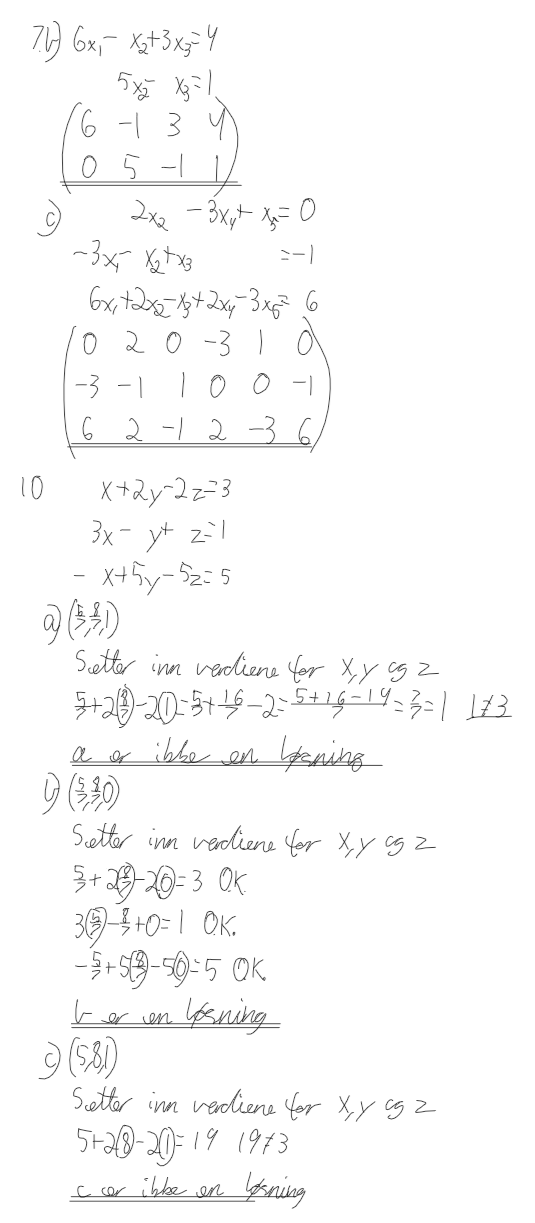 7b) 6x₁ - x₂ + 3x₃ = 4
5x₂ - x₃ = 1
6 -1 3 4
0 5 -1 1
c) 2x₂ - 3x₄ + x₅ = 0
-3x₁ - x₂ + x₃ = -1
6x₁ + 2x₂ - x₃ + 2x₄ - 3x₅ = 6
0 2 0 -3 1 0
-3 -1 1 0 0 -1
6 2 -1 2 -3 6
10 x + 2y - 2z = 3
3x - y + z = 1
- x + 5y - 5z = 5
a) (5/7, 8/7, 1)
Setter inn verdiene for x, y og z
5/7 + 2(8/7) - 2(1) = 5/7 + 16/7 - 2 = (5+16-14)/7 = 7/7 = 1 1≠3
a er ikke en løsning
b) (5/7, 8/7, 0)
Setter inn verdiene for x, y og z
5/7 + 2(8/7) - 2(0) = 3 OK.
3(5/7) - 8/7 + 0 = 1 OK.
-5/7 + 5(8/7) - 5(0) = 5 OK.
b er en løsning
c) (5,8,1)
Setter inn verdiene for x, y og z
5 + 2(8) - 2(1) = 19 19≠3
c er ikke en løsning